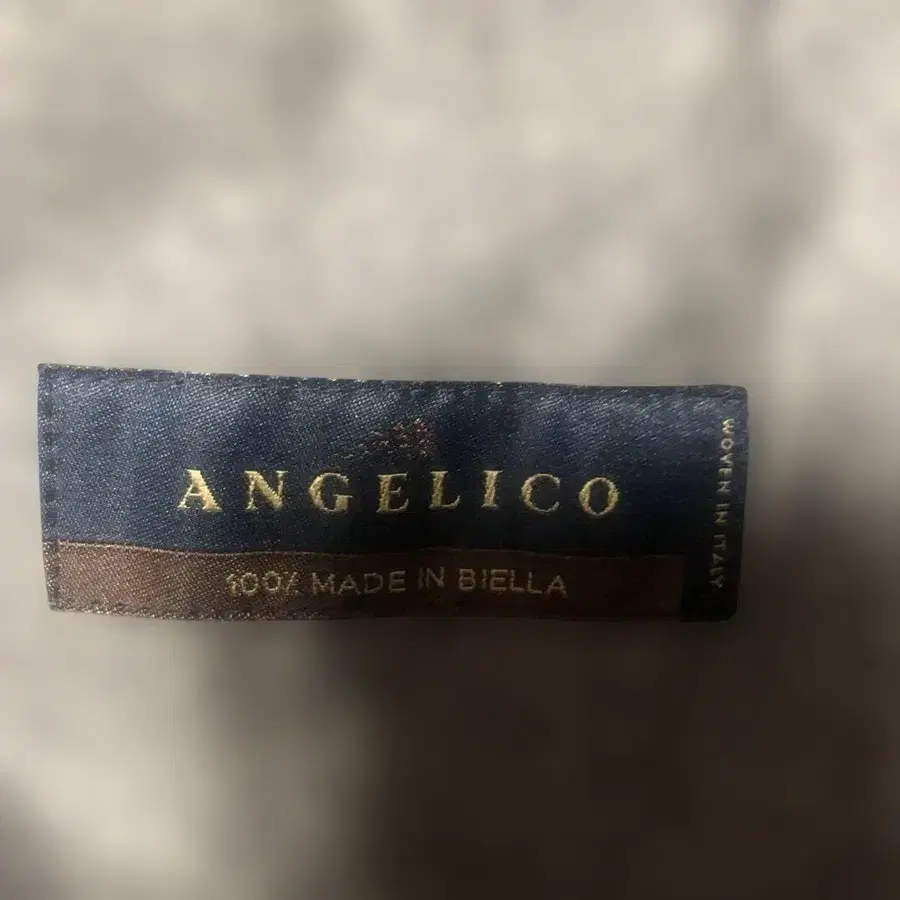 ANGELICO
100% MADE IN BIELLA
WOVEN IN ITALY